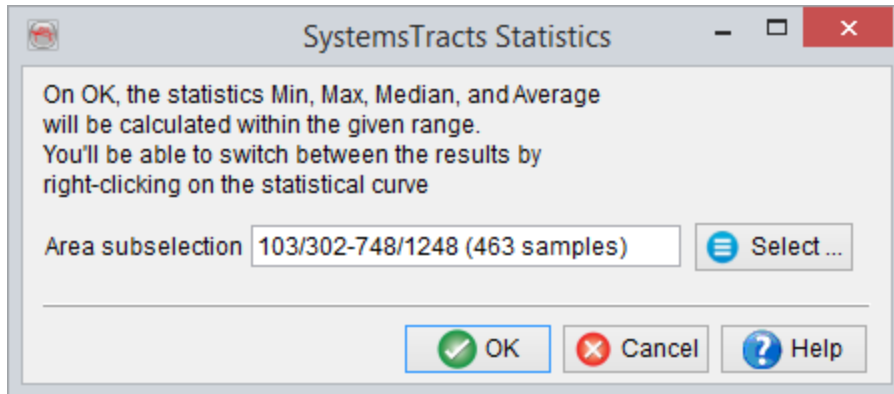 SystemsTracts Statistics
On OK, the statistics Min, Max, Median, and Average
will be calculated within the given range.
You'll be able to switch between the results by
right-clicking on the statistical curve
Area subselection 103/302-748/1248 (463 samples) Select ...
OK Cancel Help